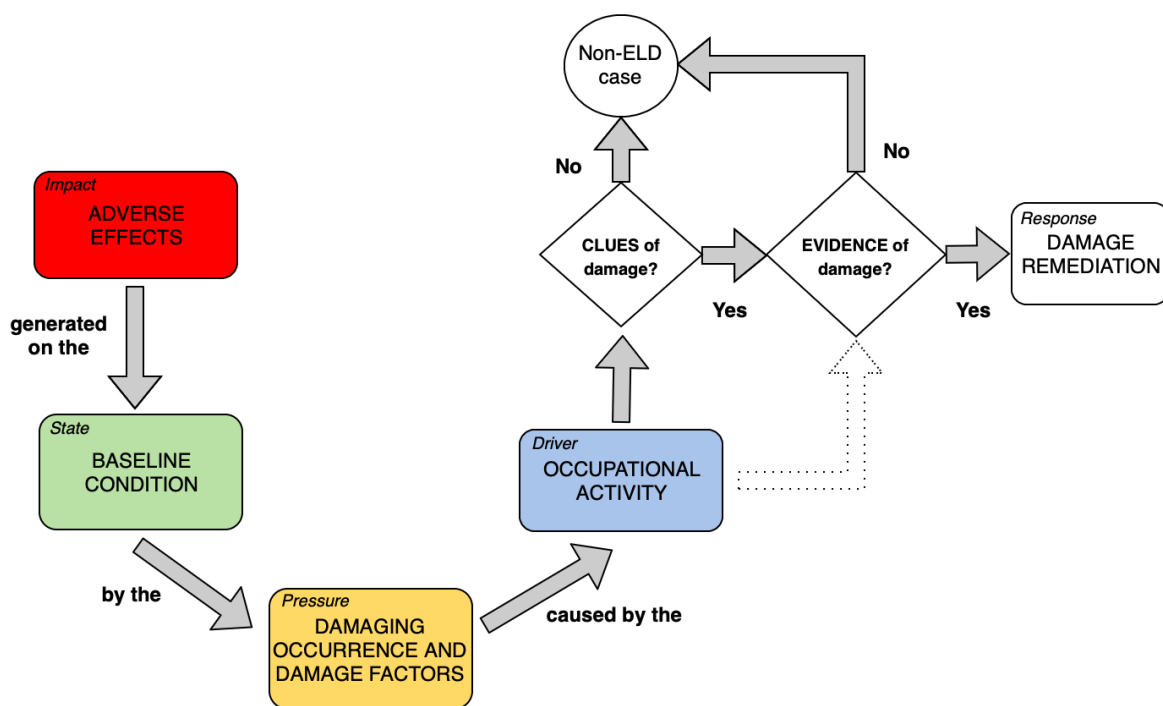 Non-ELD
case
No
No
Impact
ADVERSE
EFFECTS
CLUES of
damage?
EVIDENCE of
damage?
Response
DAMAGE
REMEDIATION
Yes
Yes
generated
on the
State
BASELINE
CONDITION
Driver
OCCUPATIONAL
ACTIVITY
by the
Pressure
DAMAGING
OCCURRENCE AND
DAMAGE FACTORS
caused by the